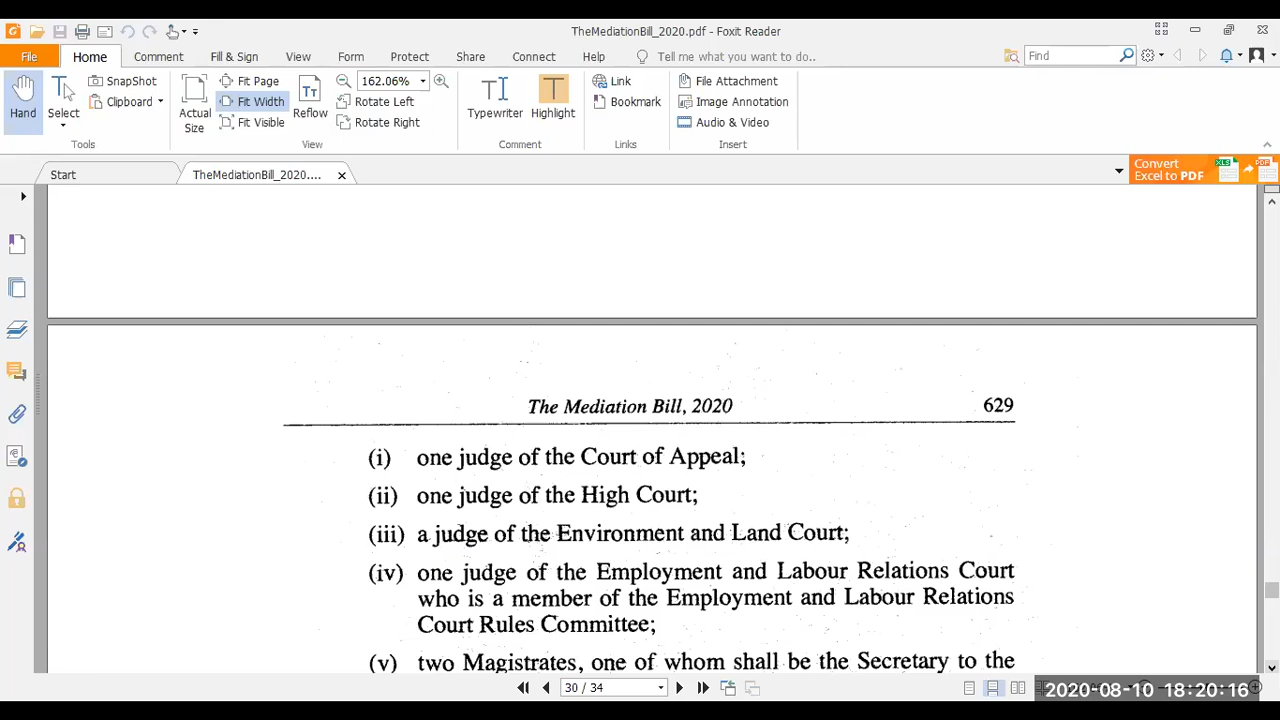 TheMediationBill_2020.pdf - Foxit Reader
File Home Comment Fill & Sign View Form Protect Share Connect Help Tell me what you want to do.. Find
Hand
Select
SnapShot
Clipboard
Actual Size
Fit Page
Fit Width
Fit Visible
Reflow
162.06%
Rotate Left
Rotate Right
Typewriter
Highlight
Link
Bookmark
File Attachment
Image Annotation
Audio & Video
Tools View Comment Links Insert
Start TheMediationBill_2020....
Convert
Excel to PDF
XLS PDF
The Mediation Bill, 2020 629
(i) one judge of the Court of Appeal;
(ii) one judge of the High Court;
(iii) a judge of the Environment and Land Court;
(iv) one judge of the Employment and Labour Relations Court
who is a member of the Employment and Labour Relations
Court Rules Committee;
(v) two Magistrates, one of whom shall be the Secretary to the
30 / 34
2020-08-10 18:20:16